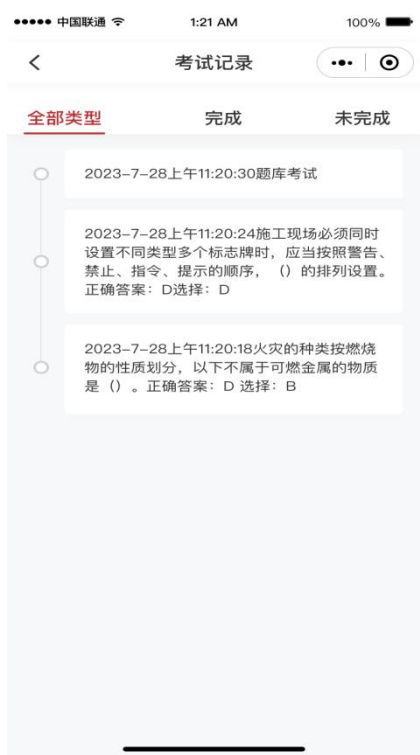 中国联通 1:21 AM 100%
考试记录
全部类型 完成 未完成
2023-7-28上午11:20:30题库考试
2023-7-28上午11:20:24施工现场必须同时
设置不同类型多个标志牌时，应当按照警告、
禁止、指令、提示的顺序，（）的排列设置。
正确答案：D选择：D
2023-7-28上午11:20:18火灾的种类按燃烧
物的性质划分，以下不属于可燃金属的物质
是（）。正确答案：D 选择：B